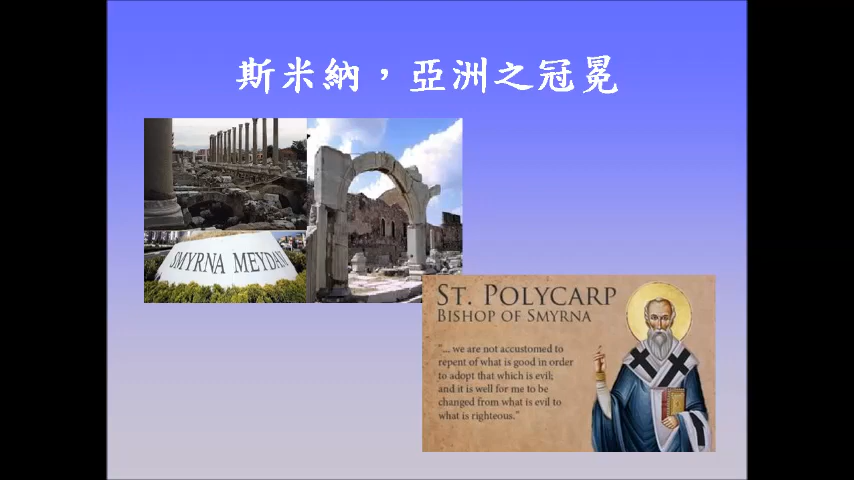 斯米納，亞洲之冠冕
SMYRNA MEYDANI
ST. POLYCARP
BISHOP OF SMYRNA
"... we are not accustomed to
repent of what is good in order
to adopt that which is evil;
and it is well for me to be
changed from what is evil to
what is righteous."